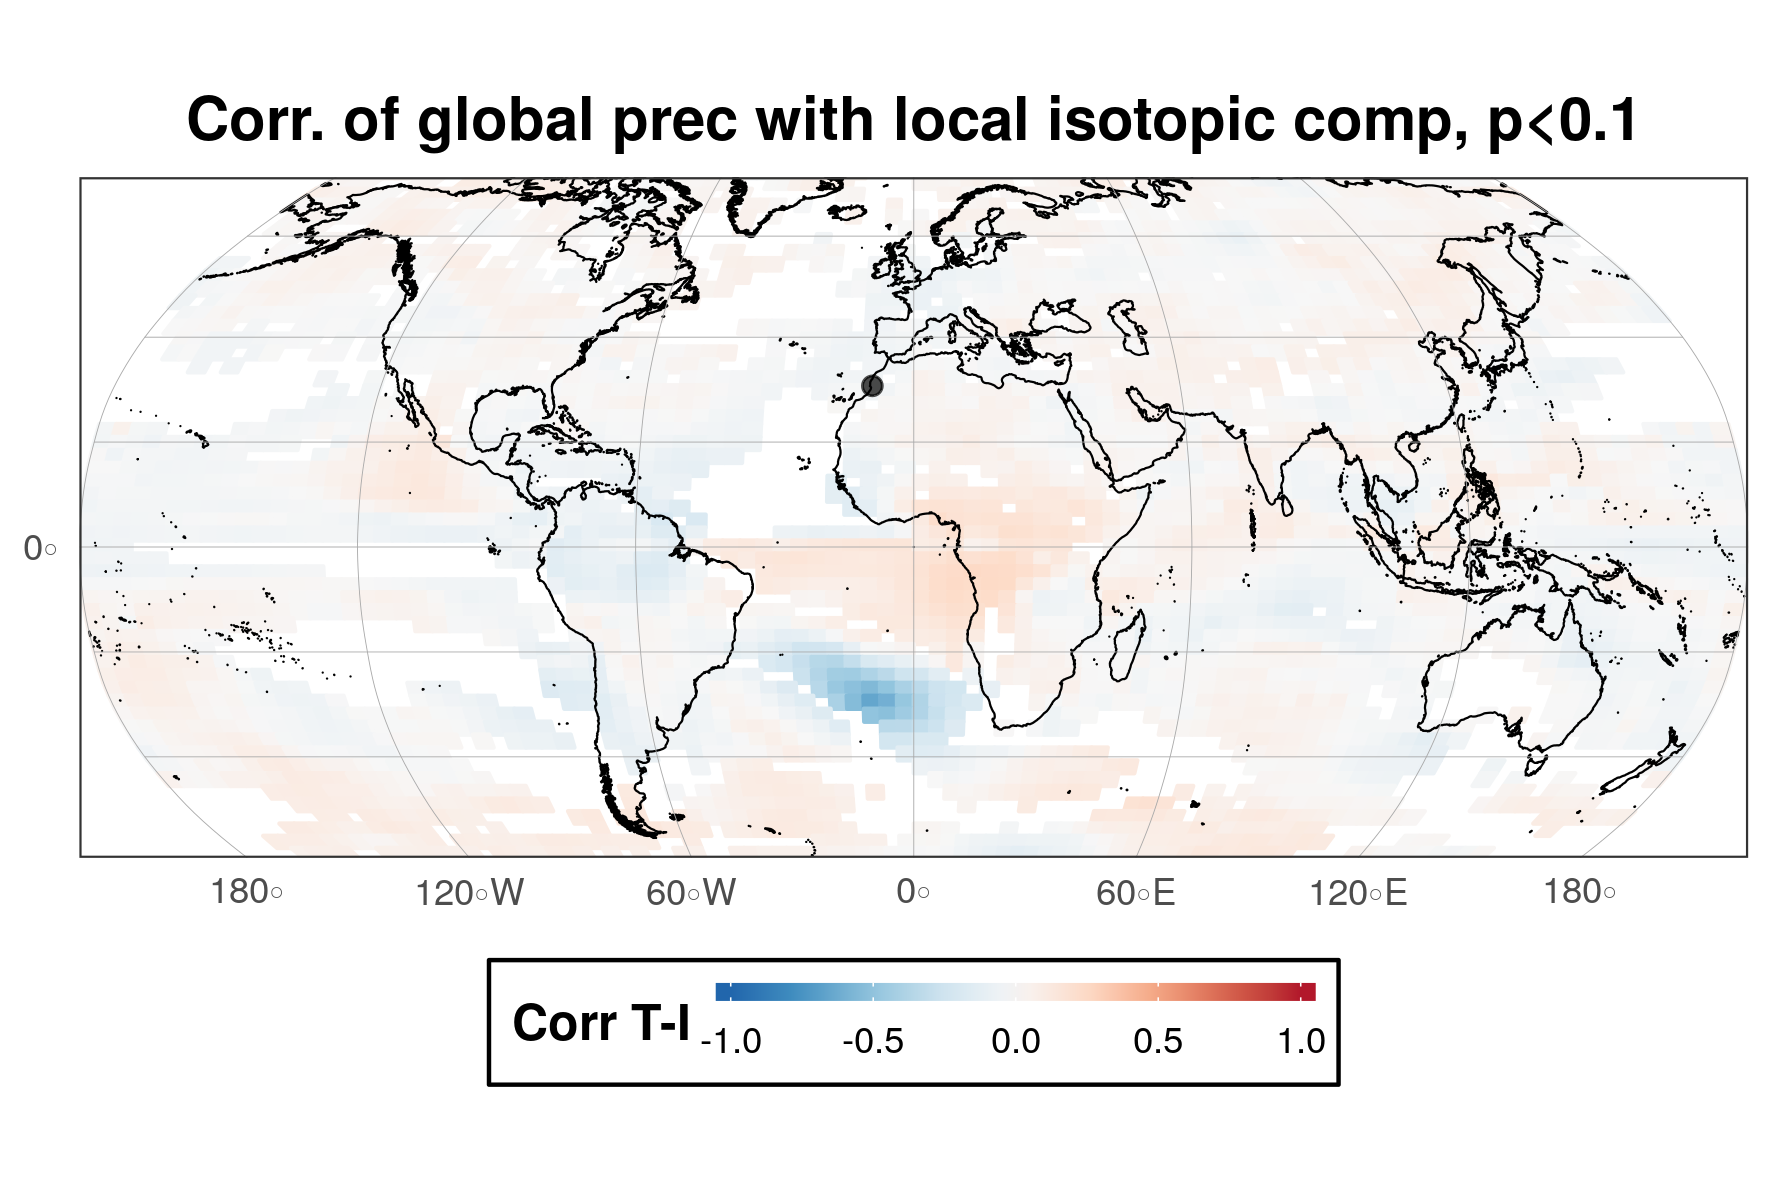 Corr. of global prec with local isotopic comp, p<0.1
0°
180° 120°W 60°W 0° 60°E 120°E 180°
Corr T-I
-1.0 -0.5 0.0 0.5 1.0